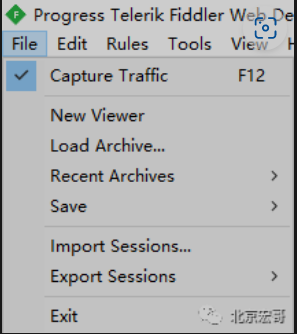 Progress Telerik Fiddler Web De
File Edit Rules Tools View H
Capture Traffic F12
New Viewer
Load Archive...
Recent Archives
Save
Import Sessions...
Export Sessions
Exit
北京宏哥